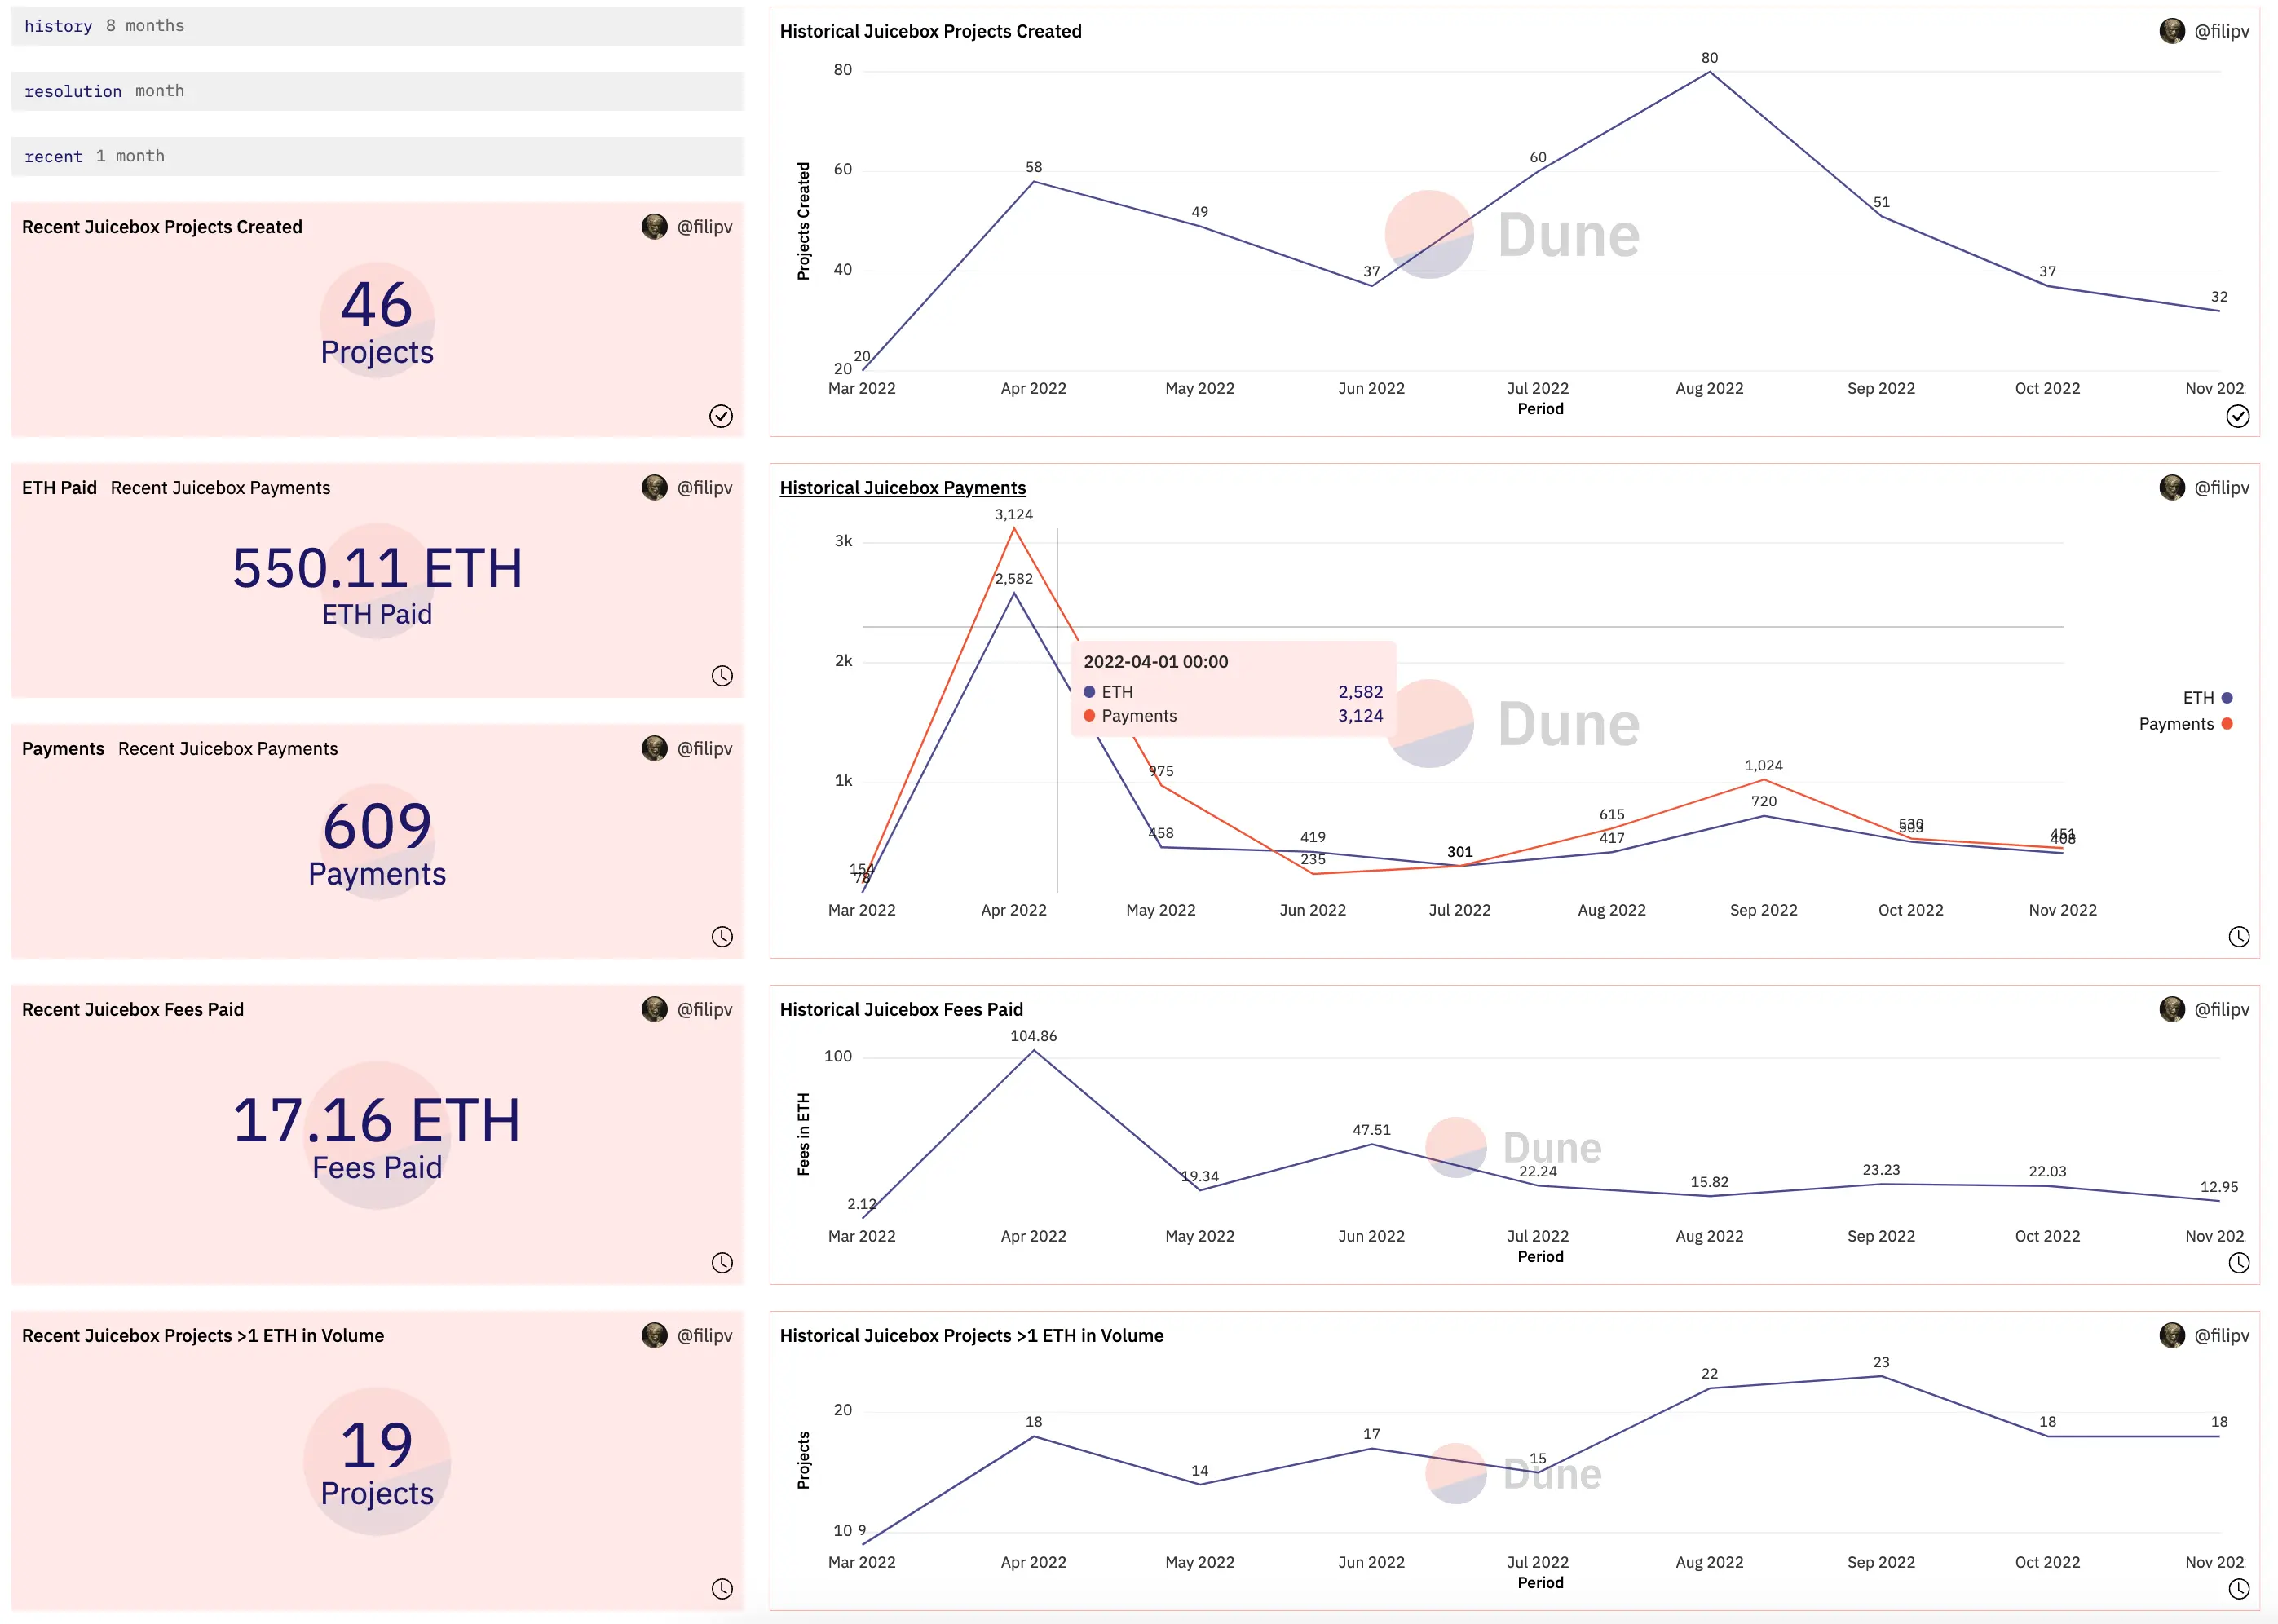 history 8 months
resolution month
recent 1 month
Recent Juicebox Projects Created @filipv
46
Projects
ETH Paid Recent Juicebox Payments @filipv
550.11 ETH
ETH Paid
Payments Recent Juicebox Payments @filipv
609
Payments
Recent Juicebox Fees Paid @filipv
17.16 ETH
Fees Paid
Recent Juicebox Projects >1 ETH in Volume @filipv
19
Projects
Historical Juicebox Projects Created @filipv
Projects Created
80
60
40
20
20 58 49 37 60 80 51 37 32
Dune
Mar 2022 Apr 2022 May 2022 Jun 2022 Jul 2022 Aug 2022 Sep 2022 Oct 2022 Nov 202
Period
Historical Juicebox Payments @filipv
3k
2k
1k
3,124
2,582
2022-04-01 00:00
ETH 2,582
Payments 3,124
Dune
ETH
Payments
154 975 235 301 615 1,024 530 451
78 458 419 417 720 503 408
Mar 2022 Apr 2022 May 2022 Jun 2022 Jul 2022 Aug 2022 Sep 2022 Oct 2022 Nov 2022
Historical Juicebox Fees Paid @filipv
Fees in ETH
100
2.12 104.86 19.34 47.51 22.24 15.82 23.23 22.03 12.95
Dune
Mar 2022 Apr 2022 May 2022 Jun 2022 Jul 2022 Aug 2022 Sep 2022 Oct 2022 Nov 202
Period
Historical Juicebox Projects >1 ETH in Volume @filipv
Projects
20
10
9 18 14 17 15 22 23 18 18
Dune
Mar 2022 Apr 2022 May 2022 Jun 2022 Jul 2022 Aug 2022 Sep 2022 Oct 2022 Nov 202
Period